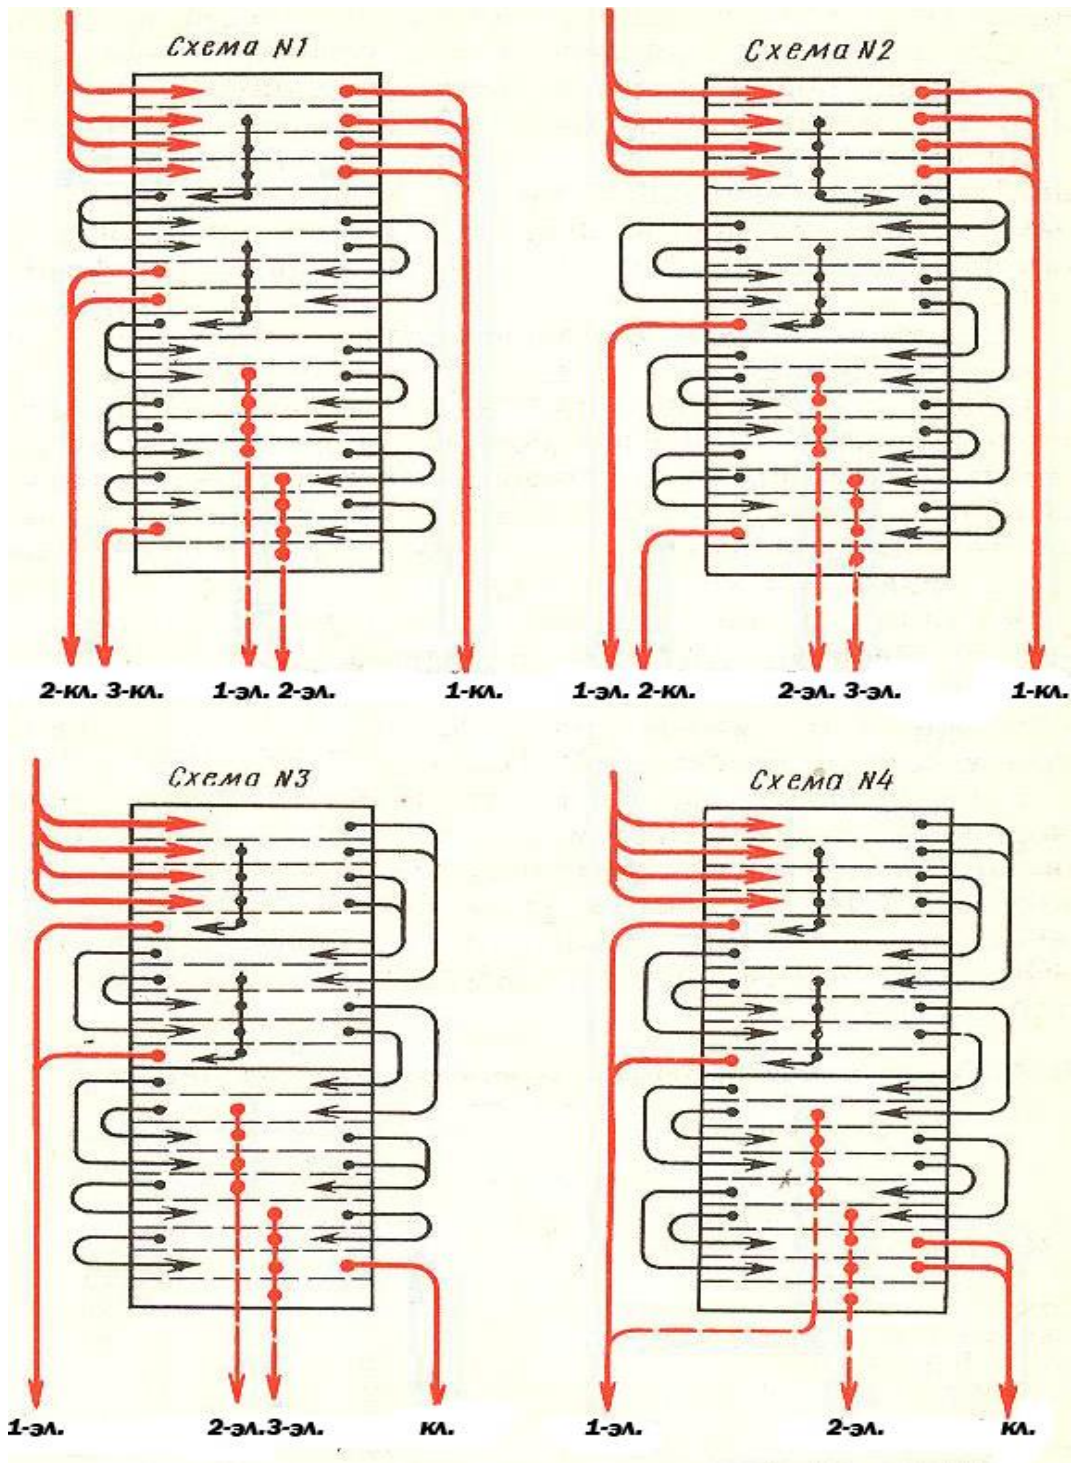 Схема N1
Схема N2
2-кл. 3-кл. 1-эл. 2-эл. 1-кл.
1-эл. 2-кл. 2-эл. 3-эл. 1-кл.
Схема N3
Схема N4
1-эл. 2-эл. 3-эл. кл.
1-эл. 2-эл. кл.